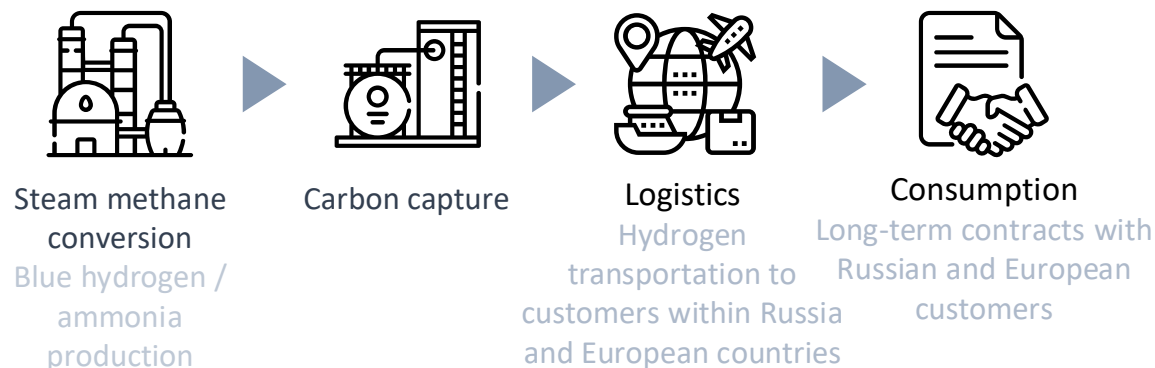 Steam methane
conversion
Blue hydrogen /
ammonia
production
Carbon capture
Logistics
Hydrogen
transportation to
customers within Russia
and European countries
Consumption
Long-term contracts with
Russian and European
customers